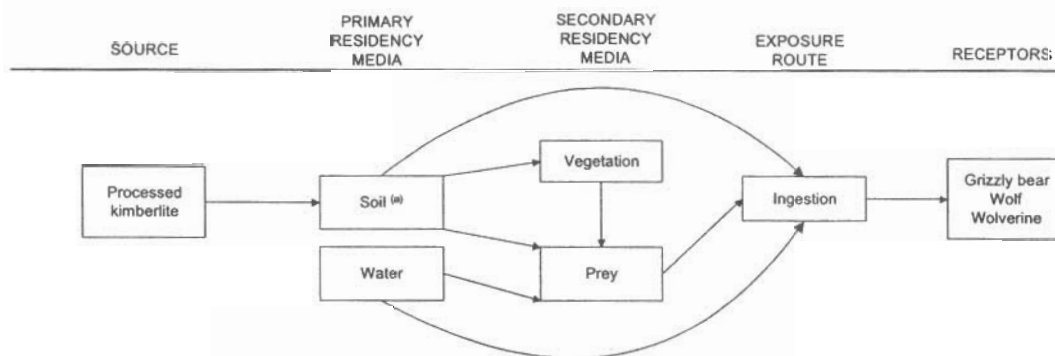 SOURCE
PRIMARY
RESIDENCY
MEDIA
SECONDARY
RESIDENCY
MEDIA
EXPOSURE
ROUTE
RECEPTORS
Processed
kimberlite
Soil (a)
Water
Vegetation
Prey
Ingestion
Grizzly bear
Wolf
Wolverine